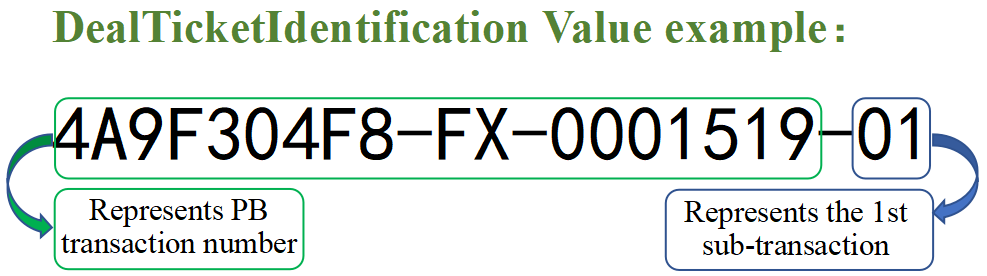 DealTicketIdentification Value example：
4A9F304F8-FX-0001519-01
Represents PB
transaction number
Represents the 1st
sub-transaction